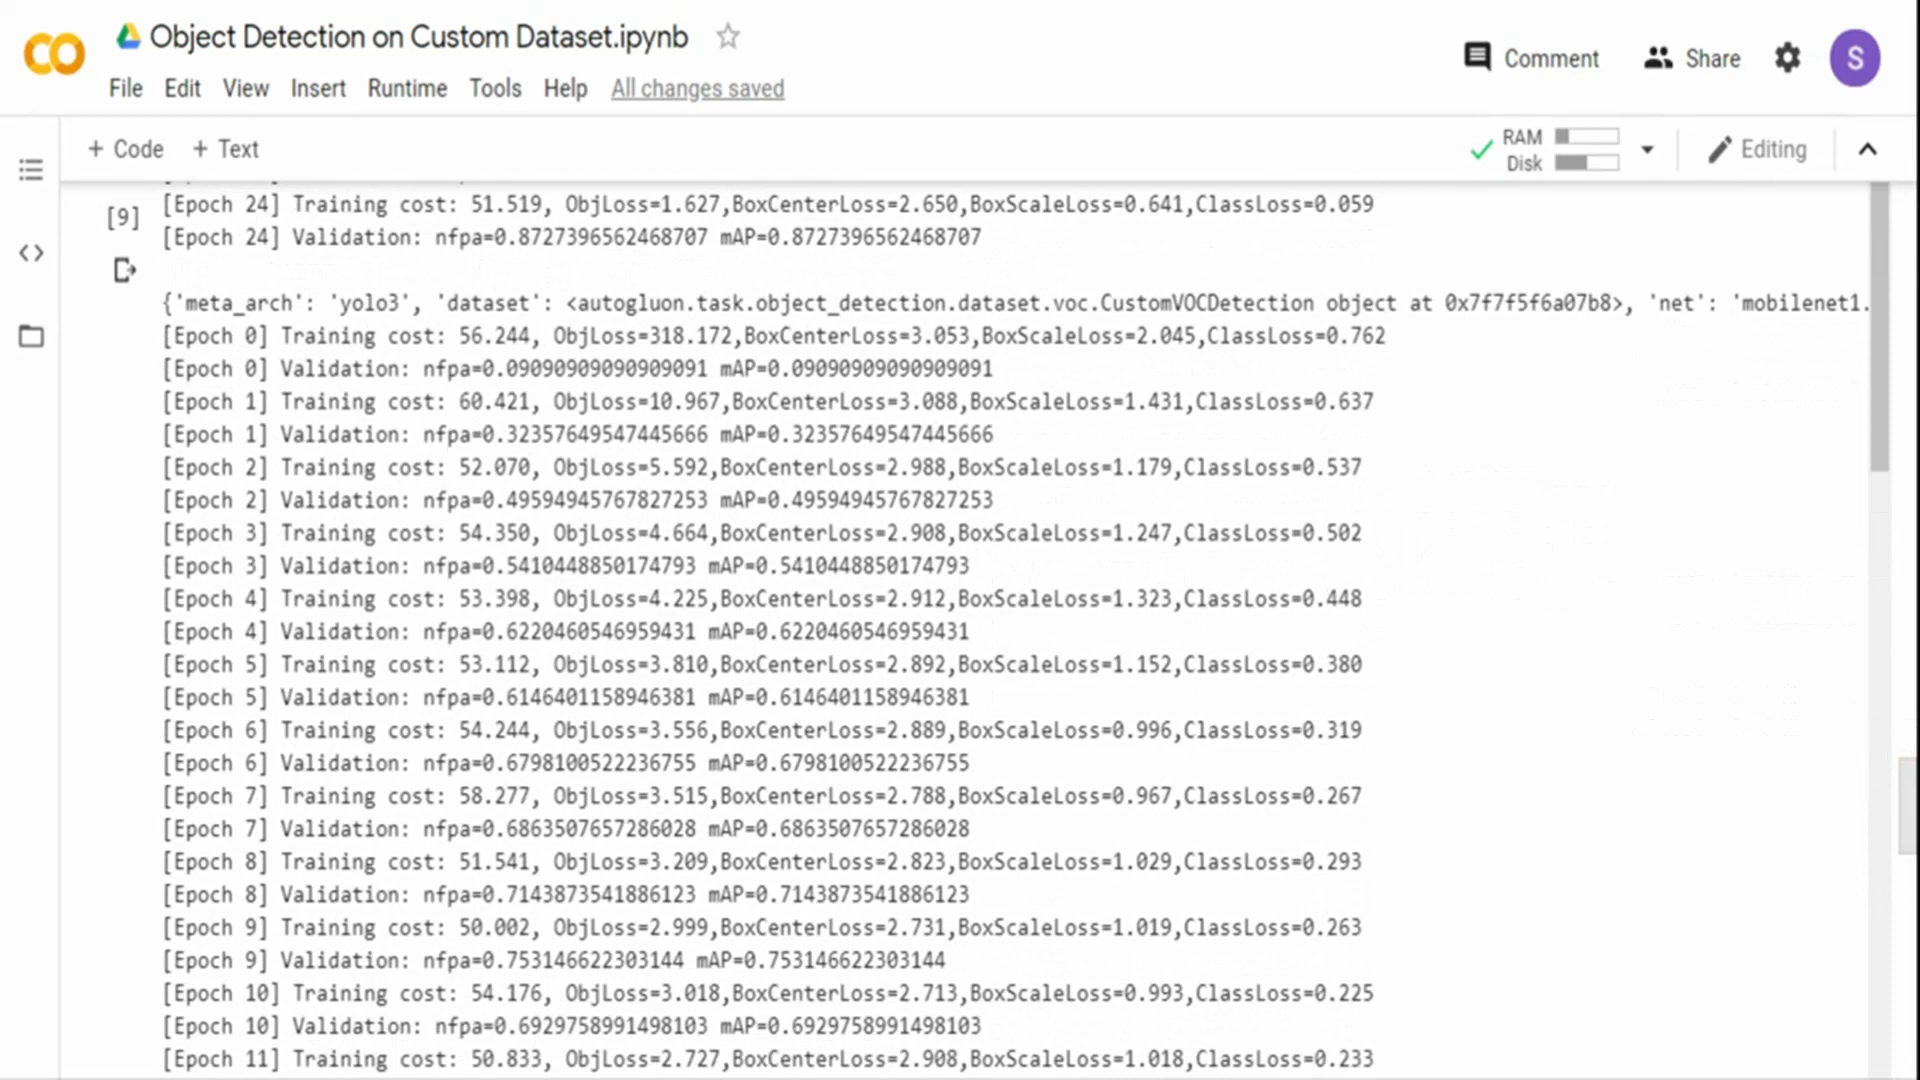 Object Detection on Custom Dataset.ipynb
Comment
Share
S
File Edit View Insert Runtime Tools Help All changes saved
+ Code + Text
RAM
Disk
Editing
[9]
[Epoch 24] Training cost: 51.519, ObjLoss=1.627,BoxCenterLoss=2.650,BoxScaleLoss=0.641,ClassLoss=0.059
[Epoch 24] Validation: nfpa=0.8727396562468707 mAP=0.8727396562468707
{'meta_arch': 'yolo3', 'dataset': <autogluon.task.object_detection.dataset.voc.CustomVOCDetection object at 0x7f7f5f6a07b8>, 'net': 'mobilenet1.
[Epoch 0] Training cost: 56.244, ObjLoss=318.172,BoxCenterLoss=3.053,BoxScaleLoss=2.045,ClassLoss=0.762
[Epoch 0] Validation: nfpa=0.09090909090909091 mAP=0.09090909090909091
[Epoch 1] Training cost: 60.421, ObjLoss=10.967,BoxCenterLoss=3.088,BoxScaleLoss=1.431,ClassLoss=0.637
[Epoch 1] Validation: nfpa=0.32357649547445666 mAP=0.32357649547445666
[Epoch 2] Training cost: 52.070, ObjLoss=5.592,BoxCenterLoss=2.988,BoxScaleLoss=1.179,ClassLoss=0.537
[Epoch 2] Validation: nfpa=0.49594945767827253 mAP=0.49594945767827253
[Epoch 3] Training cost: 54.350, ObjLoss=4.664,BoxCenterLoss=2.908,BoxScaleLoss=1.247,ClassLoss=0.502
[Epoch 3] Validation: nfpa=0.5410448850174793 mAP=0.5410448850174793
[Epoch 4] Training cost: 53.398, ObjLoss=4.225,BoxCenterLoss=2.912,BoxScaleLoss=1.323,ClassLoss=0.448
[Epoch 4] Validation: nfpa=0.6220460546959431 mAP=0.6220460546959431
[Epoch 5] Training cost: 53.112, ObjLoss=3.810,BoxCenterLoss=2.892,BoxScaleLoss=1.152,ClassLoss=0.380
[Epoch 5] Validation: nfpa=0.6146401158946381 mAP=0.6146401158946381
[Epoch 6] Training cost: 54.244, ObjLoss=3.556,BoxCenterLoss=2.889,BoxScaleLoss=0.996,ClassLoss=0.319
[Epoch 6] Validation: nfpa=0.6798100522236755 mAP=0.6798100522236755
[Epoch 7] Training cost: 58.277, ObjLoss=3.515,BoxCenterLoss=2.788,BoxScaleLoss=0.967,ClassLoss=0.267
[Epoch 7] Validation: nfpa=0.6863507657286028 mAP=0.6863507657286028
[Epoch 8] Training cost: 51.541, ObjLoss=3.209,BoxCenterLoss=2.823,BoxScaleLoss=1.029,ClassLoss=0.293
[Epoch 8] Validation: nfpa=0.7143873541886123 mAP=0.7143873541886123
[Epoch 9] Training cost: 50.002, ObjLoss=2.999,BoxCenterLoss=2.731,BoxScaleLoss=1.019,ClassLoss=0.263
[Epoch 9] Validation: nfpa=0.753146622303144 mAP=0.753146622303144
[Epoch 10] Training cost: 54.176, ObjLoss=3.018,BoxCenterLoss=2.713,BoxScaleLoss=0.993,ClassLoss=0.225
[Epoch 10] Validation: nfpa=0.6929758991498103 mAP=0.6929758991498103
[Epoch 11] Training cost: 50.833, ObjLoss=2.727,BoxCenterLoss=2.908,BoxScaleLoss=1.018,ClassLoss=0.233